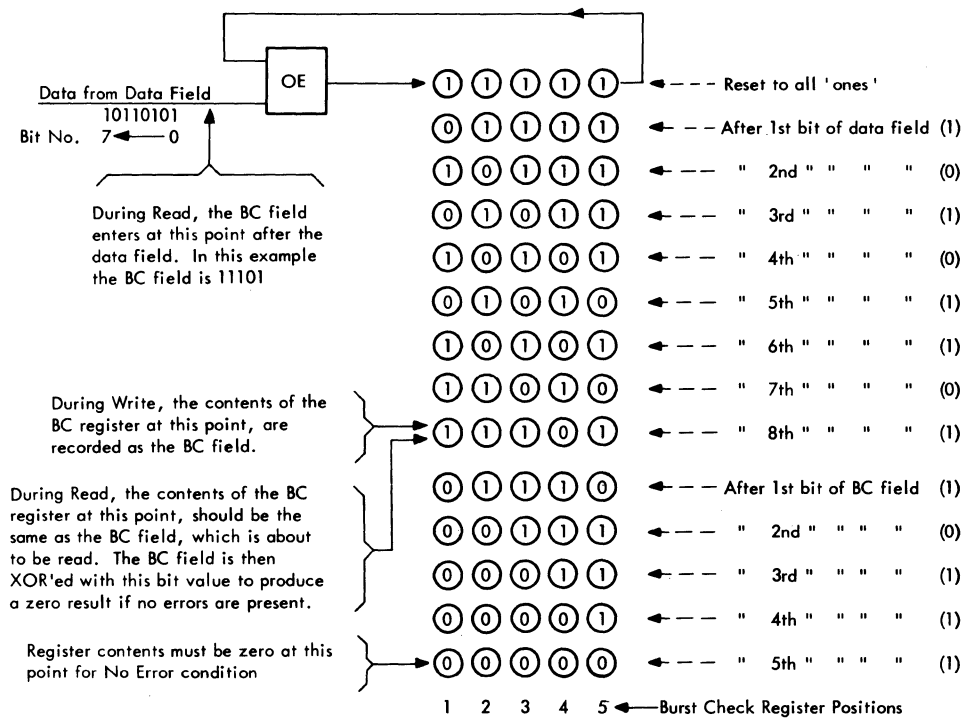 OE
1 1 1 1 1 Reset to all 'ones'
Data from Data Field
10110101
Bit No. 7 0
0 1 1 1 1 After 1st bit of data field (1)
1 0 1 1 1 " 2nd " " " " (0)
0 1 0 1 1 " 3rd " " " " (1)
1 0 1 0 1 " 4th " " " " (0)
0 1 0 1 0 " 5th " " " " (1)
1 0 1 0 1 " 6th " " " " (1)
1 1 0 1 0 " 7th " " " " (0)
1 1 1 0 1 " 8th " " " " (1)
During Read, the BC field
enters at this point after the
data field. In this example
the BC field is 11101
During Write, the contents of the
BC register at this point, are
recorded as the BC field.
During Read, the contents of the BC
register at this point, should be the
same as the BC field, which is about
to be read. The BC field is then
XOR'ed with this bit value to produce
a zero result if no errors are present.
0 1 1 1 0 After 1st bit of BC field (1)
0 0 1 1 1 " 2nd " " " " (0)
0 0 0 1 1 " 3rd " " " " (1)
0 0 0 0 1 " 4th " " " " (1)
0 0 0 0 0 " 5th " " " " (1)
Register contents must be zero at this
point for No Error condition
1 2 3 4 5 Burst Check Register Positions